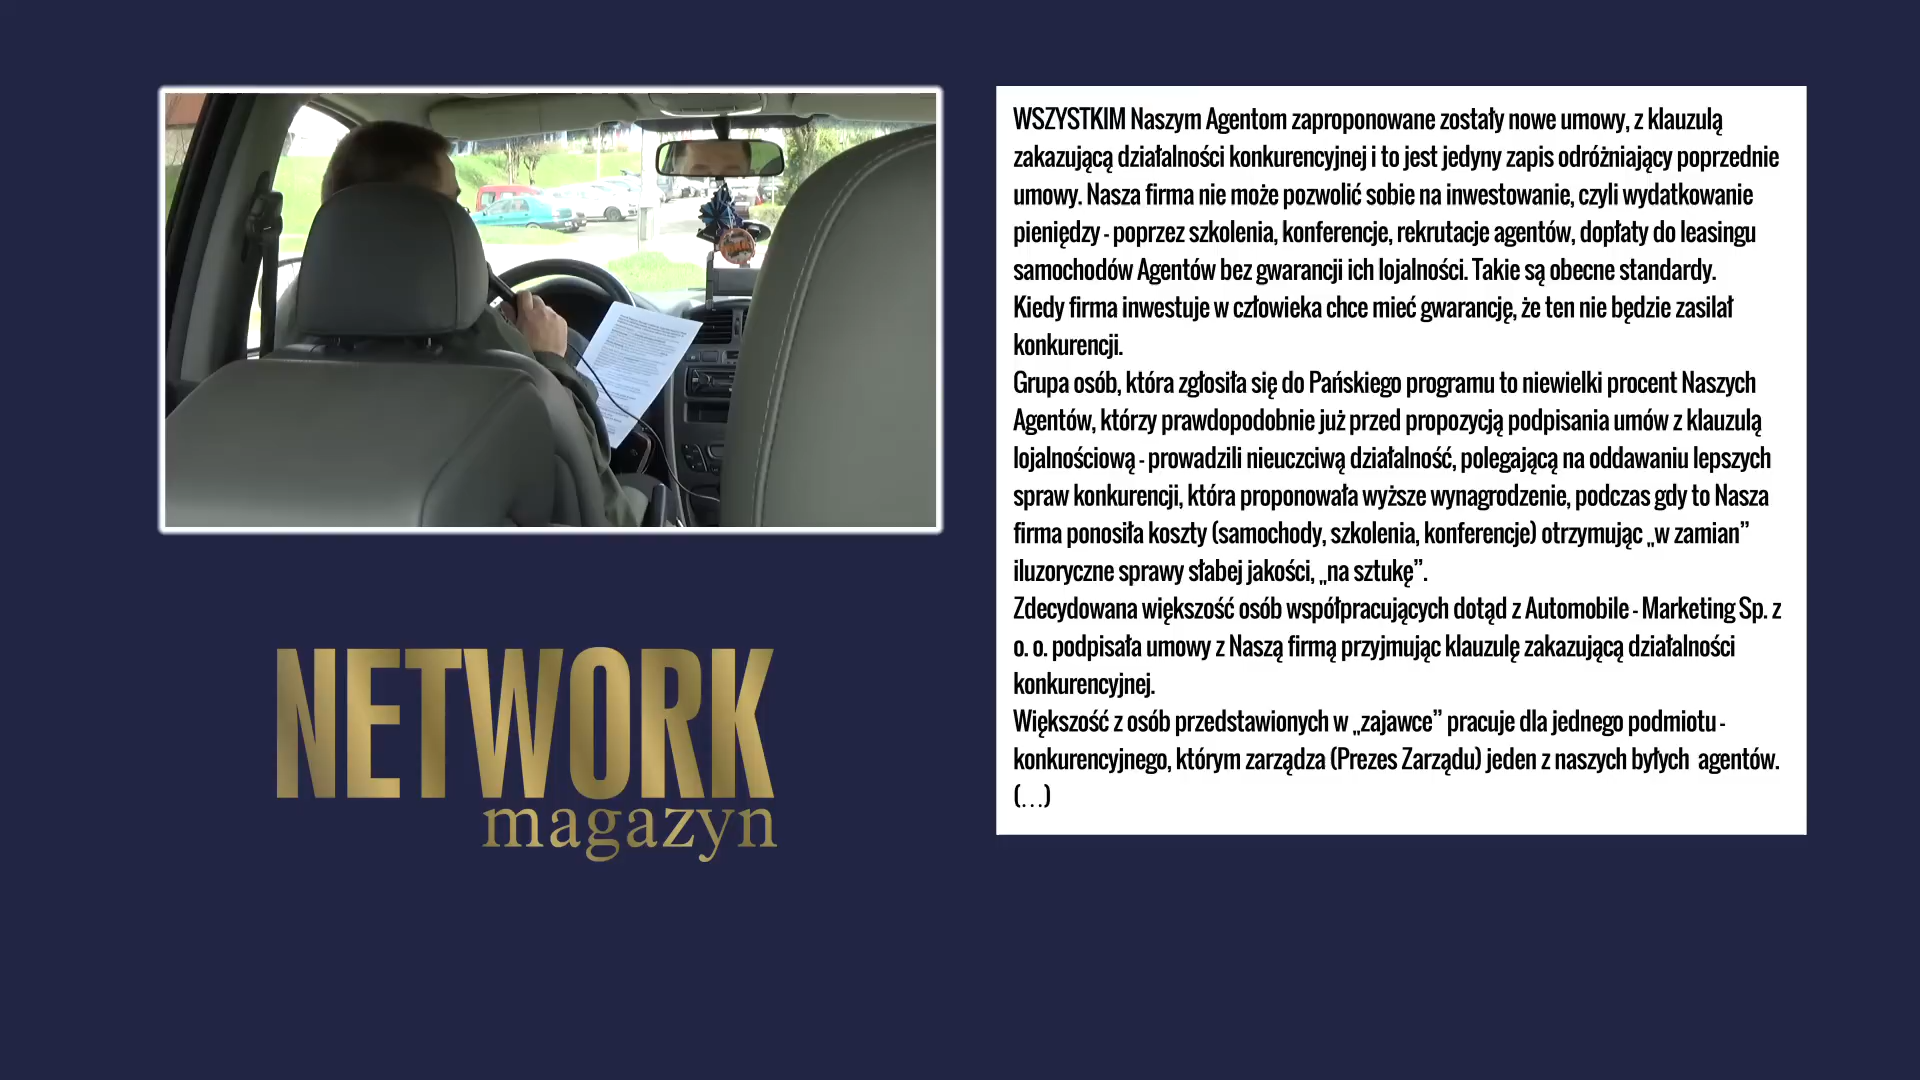 WSZYSTKIM Naszym Agentom zaproponowane zostały nowe umowy, z klauzulą
zakazującą działalności konkurencyjnej i to jest jedyny zapis odróżniający poprzednie
umowy. Nasza firma nie może pozwolić sobie na inwestowanie, czyli wydatkowanie
pieniędzy - poprzez szkolenia, konferencje, rekrutacje agentów, dopłaty do leasingu
samochodów Agentów bez gwarancji ich lojalności. Takie są obecne standardy.
Kiedy firma inwestuje w człowieka chce mieć gwarancję, że ten nie będzie zasilał
konkurencji.
Grupa osób, która zgłosiła się do Pańskiego programu to niewielki procent Naszych
Agentów, którzy prawdopodobnie już przed propozycją podpisania umów z klauzulą
lojalnościową - prowadzili nieuczciwą działalność, polegającą na oddawaniu lepszych
spraw konkurencji, która proponowała wyższe wynagrodzenie, podczas gdy to Nasza
firma ponosiła koszty (samochody, szkolenia, konferencje) otrzymując „w zamian”
iluzoryczne sprawy słabej jakości, „na sztukę”.
Zdecydowana większość osób współpracujących dotąd z Automobile - Marketing Sp. z
o. o. podpisała umowy z Naszą firmą przyjmując klauzulę zakazującą działalności
konkurencyjnej.
Większość z osób przedstawionych w „zajawce” pracuje dla jednego podmiotu -
konkurencyjnego, którym zarządza (Prezes Zarządu) jeden z naszych byłych agentów.
(…)
NETWORK
magazyn